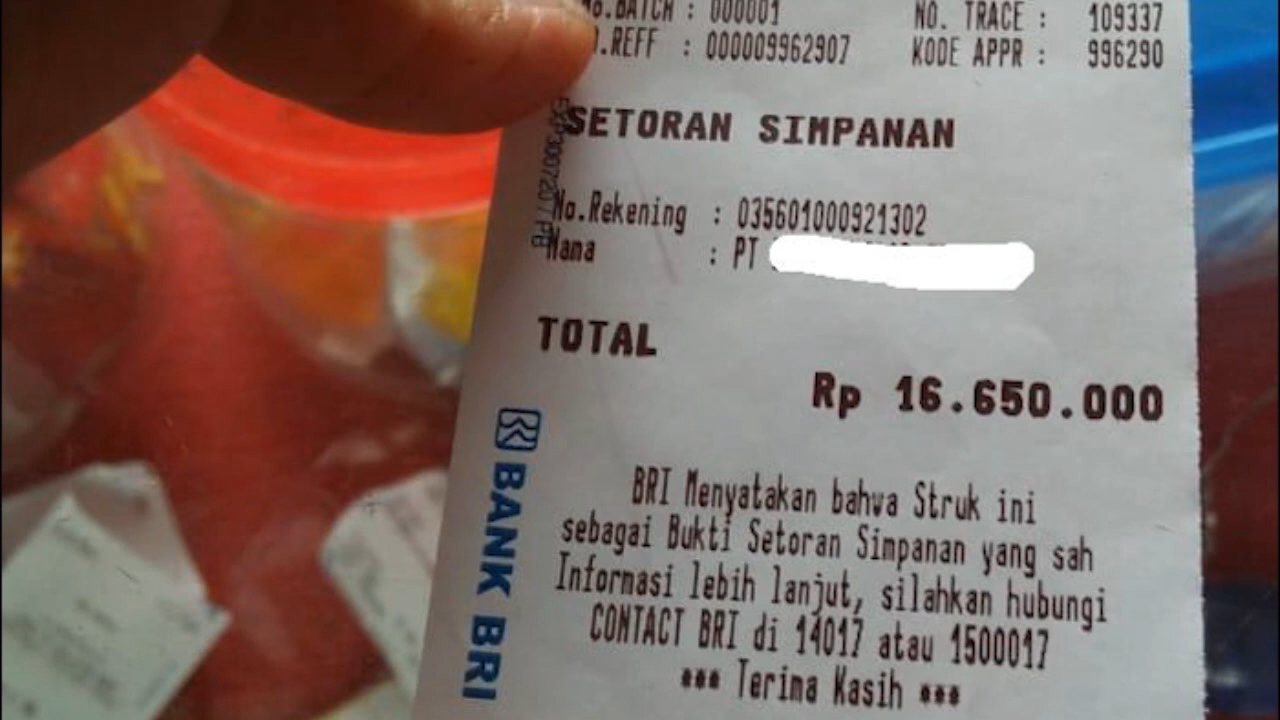 No.BATCH : 000001 NO. TRACE : 109337
.REFF : 000009962907 KODE APPR : 996290
SETORAN SIMPANAN
No.Rekening : 035601000921302
Nama : PT
TOTAL
Rp 16.650.000
BRI Menyatakan bahwa Struk ini
sebagai Bukti Setoran Simpanan yang sah
Informasi lebih lanjut, silahkan hubungi
CONTACT BRI di 14017 atau 1500017
*** Terima Kasih ***
BANK BRI